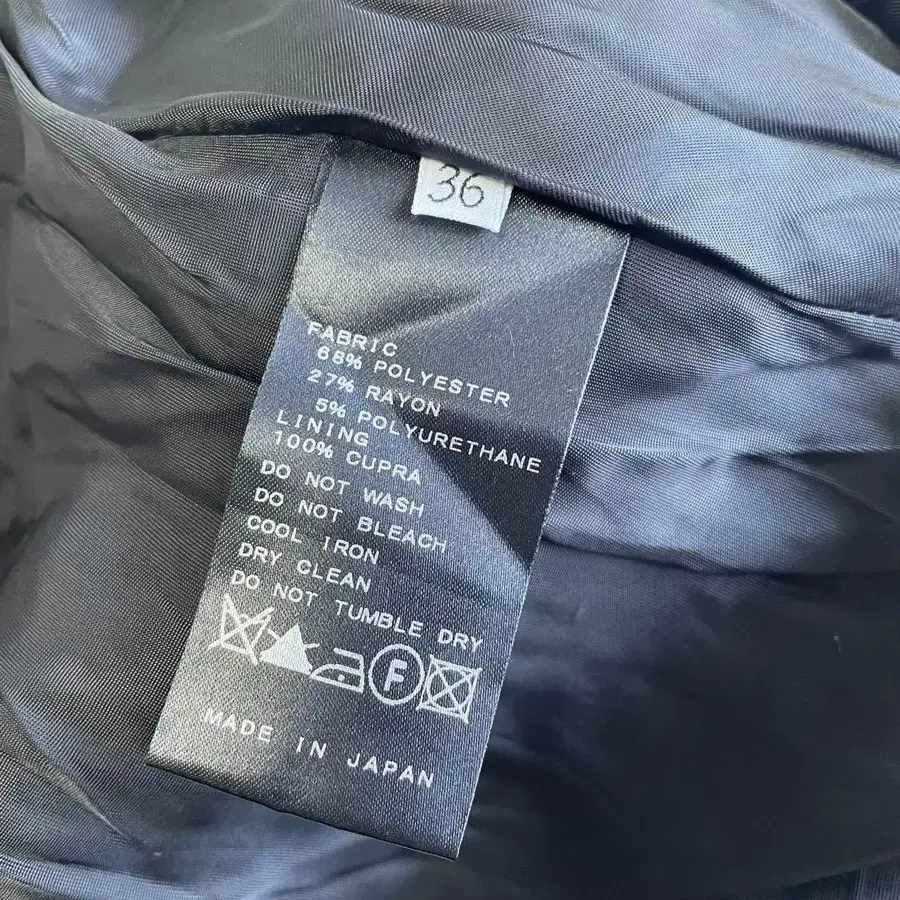 36
FABRIC
68% POLYESTER
27% RAYON
5% POLYURETHANE
LINING
100% CUPRA
DO NOT WASH
DO NOT BLEACH
COOL IRON
DRY CLEAN
DO NOT TUMBLE DRY
F
MADE IN JAPAN